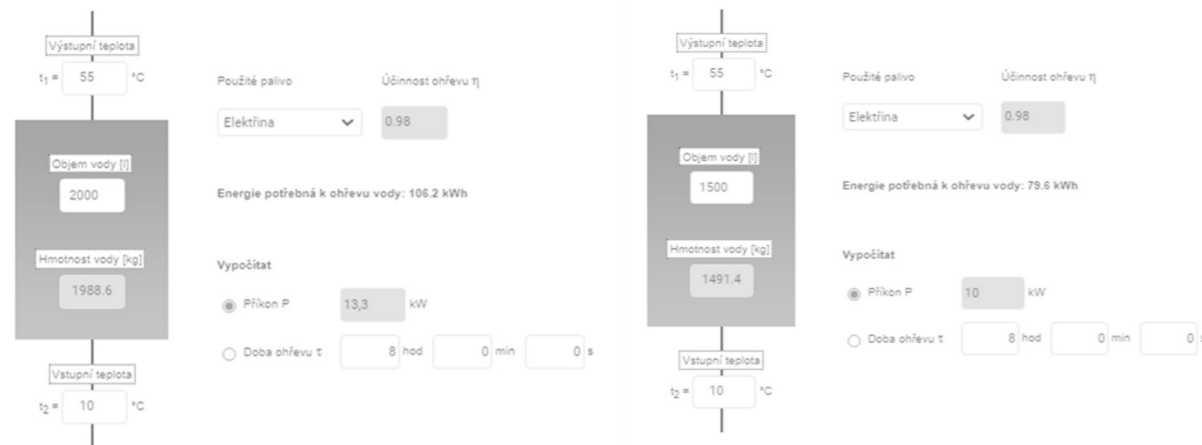 Výstupní teplota
t₁ = 55 °C
Použité palivo Účinnost ohřevu η
Elektřina 0.98
Objem vody [l]
2000
Energie potřebná k ohřevu vody: 106.2 kWh
Hmotnost vody [kg]
1988.6
Vypočítat
Příkon P 13,3 kW
Doba ohřevu τ 8 hod 0 min 0 s
Vstupní teplota
t₂ = 10 °C
Výstupní teplota
t₁ = 55 °C
Použité palivo Účinnost ohřevu η
Elektřina 0.98
Objem vody [l]
1500
Energie potřebná k ohřevu vody: 79.6 kWh
Hmotnost vody [kg]
1491.4
Vypočítat
Příkon P 10 kW
Doba ohřevu τ 8 hod 0 min 0 s
Vstupní teplota
t₂ = 10 °C